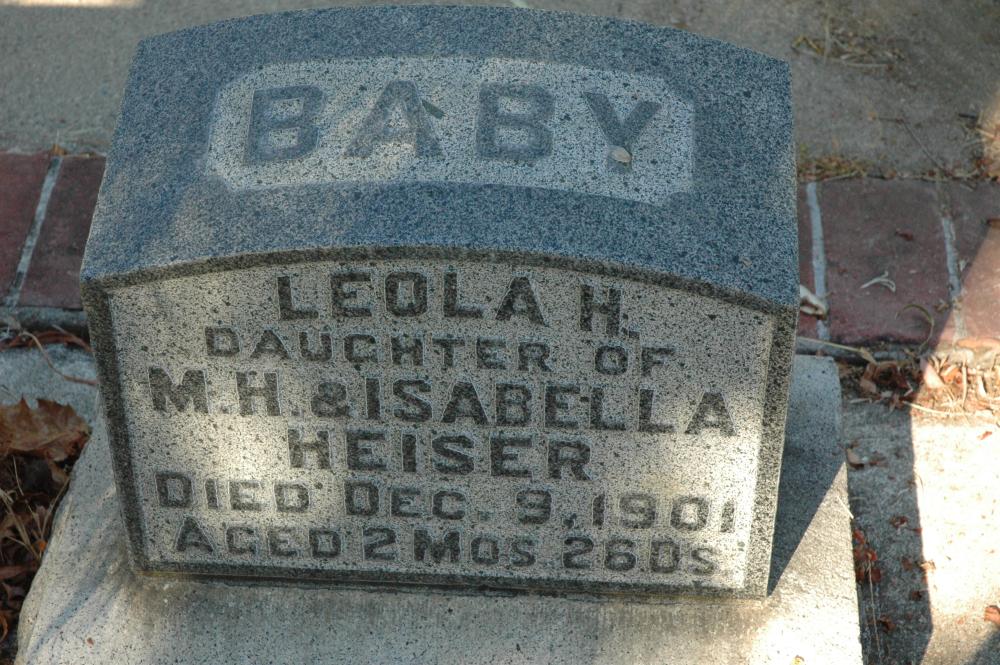 BABY
LEOLA H.
DAUGHTER OF
M.H. & ISABELLA
HEISER
DIED DEC. 9, 1901
AGED 2 MOS 26 DS